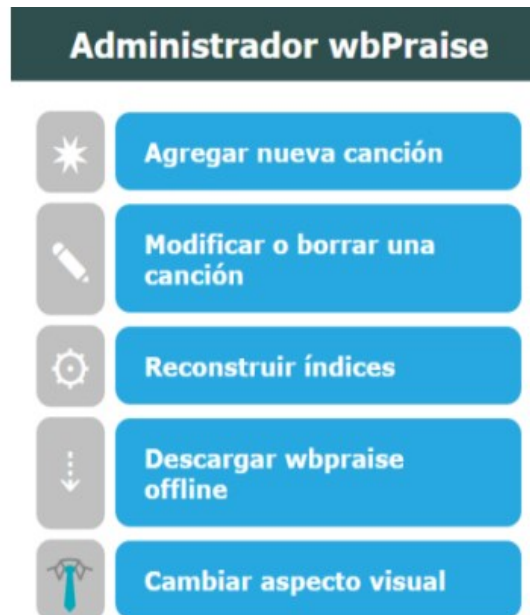 Administrador wbPraise
Agregar nueva canción
Modificar o borrar una
canción
Reconstruir índices
Descargar wbpraise
offline
Cambiar aspecto visual